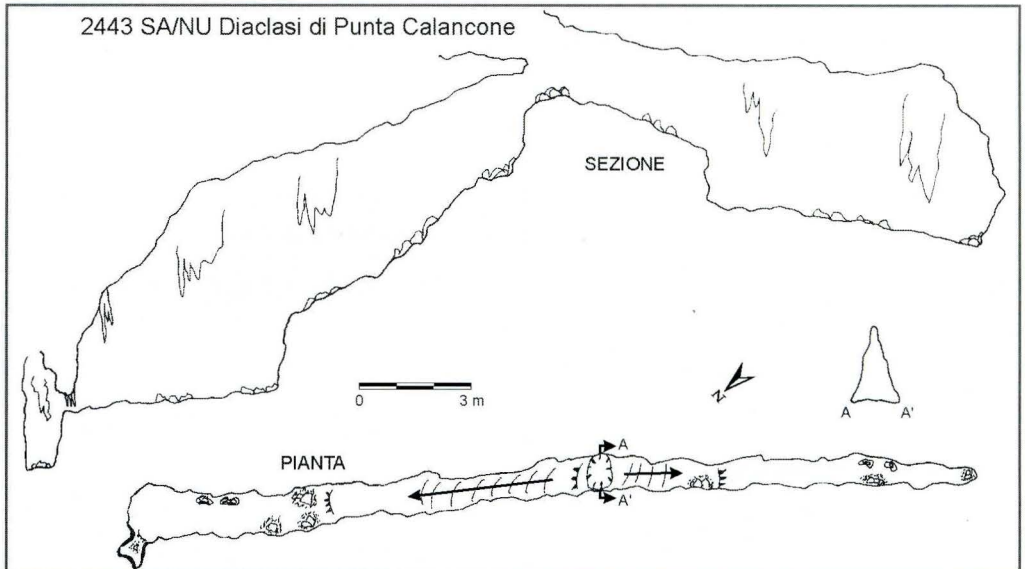 2443 SA/NU Diaclasi di Punta Calancone
SEZIONE
0 3 m
N
A A'
PIANTA
A
A'